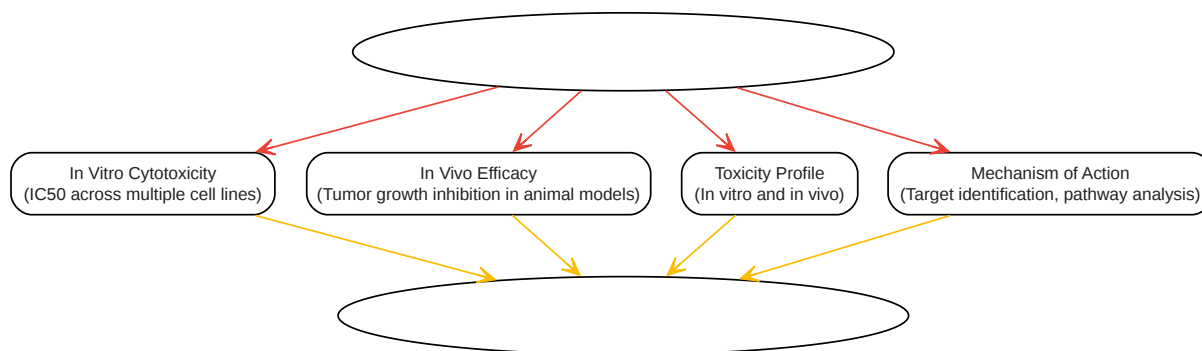 In Vitro Cytotoxicity
(IC50 across multiple cell lines)
In Vivo Efficacy
(Tumor growth inhibition in animal models)
Toxicity Profile
(In vitro and in vivo)
Mechanism of Action
(Target identification, pathway analysis)